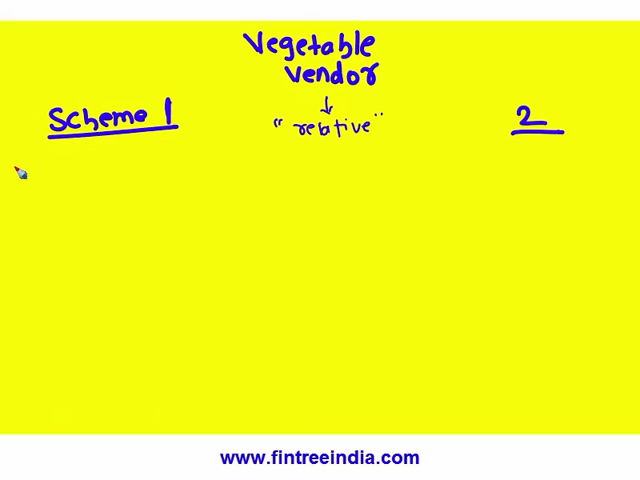 Vegetable
vendor
↓
Scheme 1
"relative"
2
www.fintreeindia.com